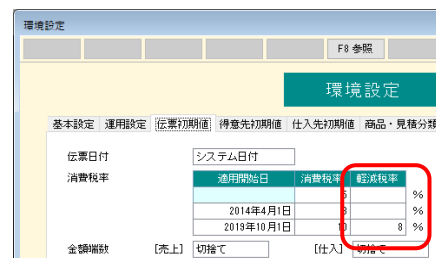 環境設定
F8 参照
環境設定
基本設定 運用設定 伝票初期値 得意先初期値 仕入先初期値 商品・見積分類
伝票日付 システム日付
消費税率 適用開始日 消費税率 軽減税率
5 %
2014年4月1日 8 %
2019年10月1日 10 8 %
金額端数 [売上] 切捨て [仕入] 切捨て